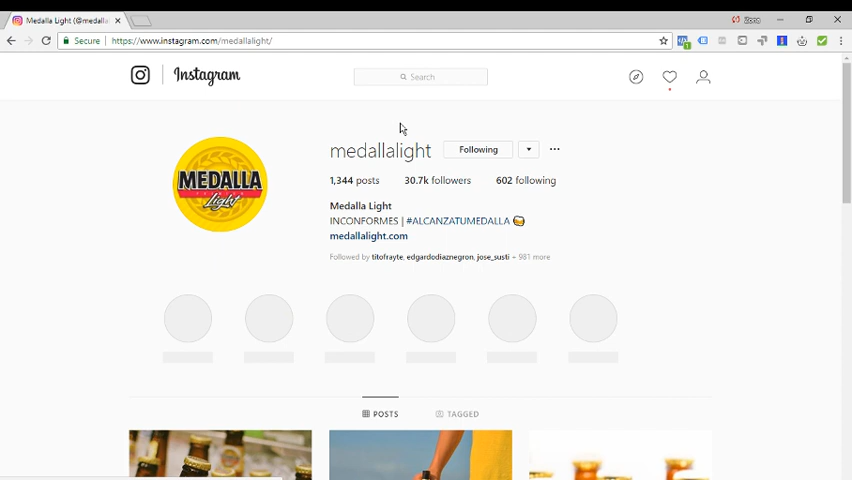 Medalla Light (@medalla
Secure
https://www.instagram.com/medallalight/
Instagram
Search
medallalight
Following
1,344 posts
30.7k followers
602 following
MEDALLA
Light
Medalla Light
INCONFORMES | #ALCANZATUMEDALLA 🍻
medallalight.com
Followed by titofrayte, edgardodiaznegron, jose_susti + 981 more
POSTS
TAGGED